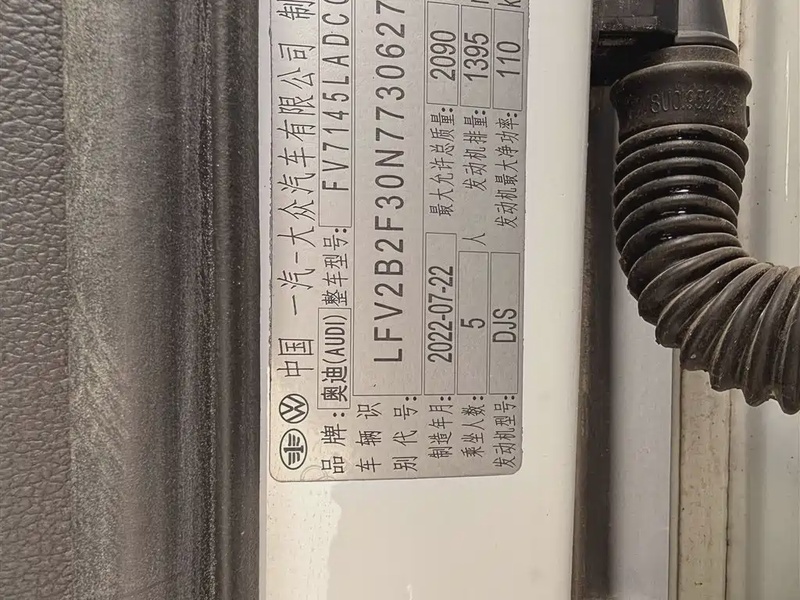 中国 一汽-大众汽车有限公司 制
品牌: 奥迪(AUDI) 整车型号: FV7145LADC
车辆识别代号: LFV2B2F30N7730627
制造年月: 2022-07-22 最大允许总质量: 2090
乘坐人数: 5 人 发动机排量: 1395
发动机型号: DJS 发动机最大净功率: 110 k